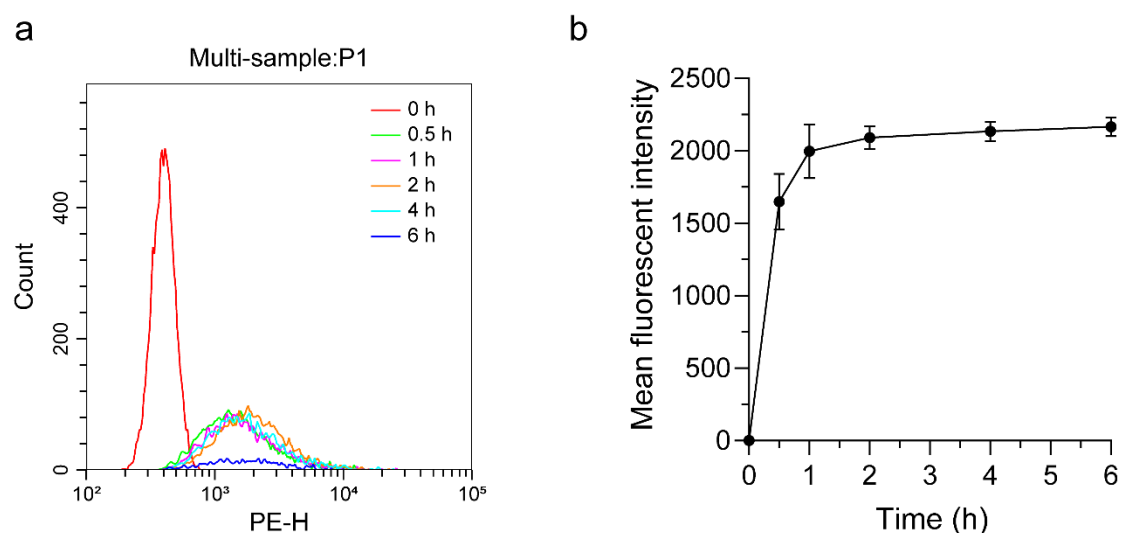 a
Multi-sample:P1
0 h
0.5 h
1 h
2 h
4 h
6 h
Count
400
200
0
10²
10³
10⁴
10⁵
PE-H
b
Mean fluorescent intensity
2500
2000
1500
1000
500
0
0
1
2
3
4
5
6
Time (h)